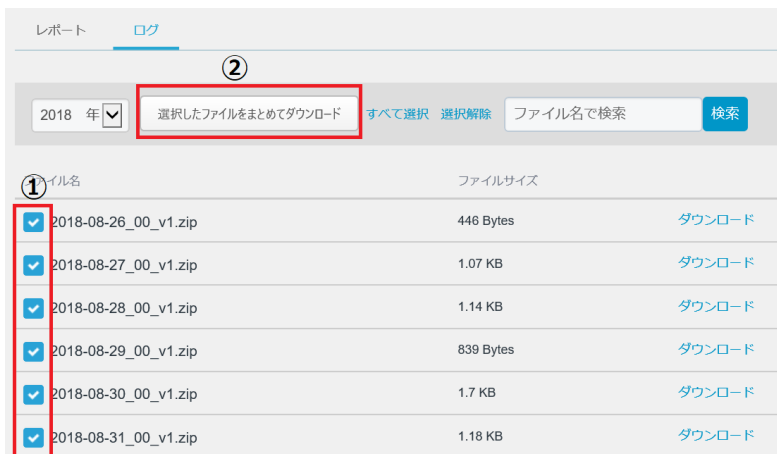 レポート ログ
②
2018 年 選択したファイルをまとめてダウンロード すべて選択 選択解除 ファイル名で検索 検索
① イル名 ファイルサイズ
2018-08-26_00_v1.zip 446 Bytes ダウンロード
2018-08-27_00_v1.zip 1.07 KB ダウンロード
2018-08-28_00_v1.zip 1.14 KB ダウンロード
2018-08-29_00_v1.zip 839 Bytes ダウンロード
2018-08-30_00_v1.zip 1.7 KB ダウンロード
2018-08-31_00_v1.zip 1.18 KB ダウンロード